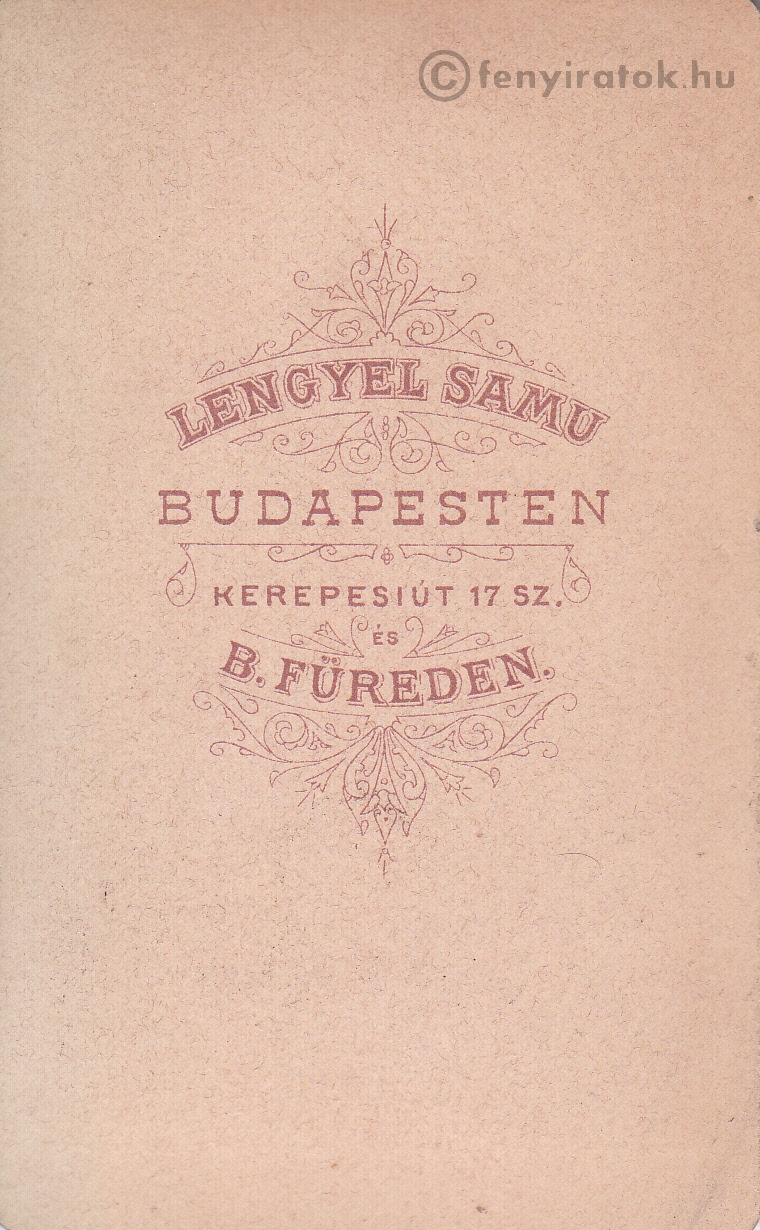 ©fenyiratok.hu
LENGYEL SAMU
BUDAPESTEN
KEREPESIÚT 17 SZ.
ÉS
B. FÜREDEN.